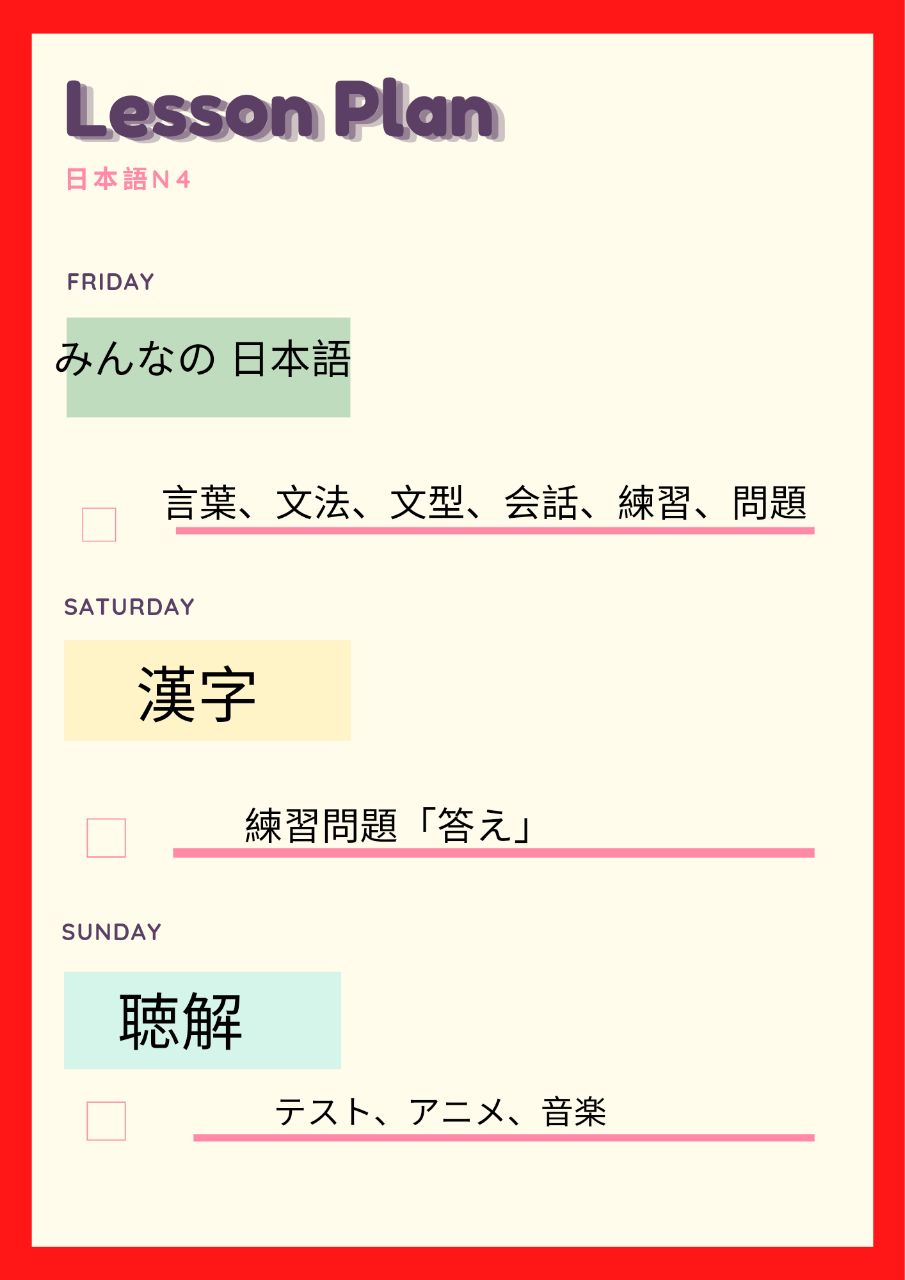 Lesson Plan
日本語N4
FRIDAY
みんなの 日本語
言葉、文法、文型、会話、練習、問題
SATURDAY
漢字
練習問題「答え」
SUNDAY
聴解
テスト、アニメ、音楽